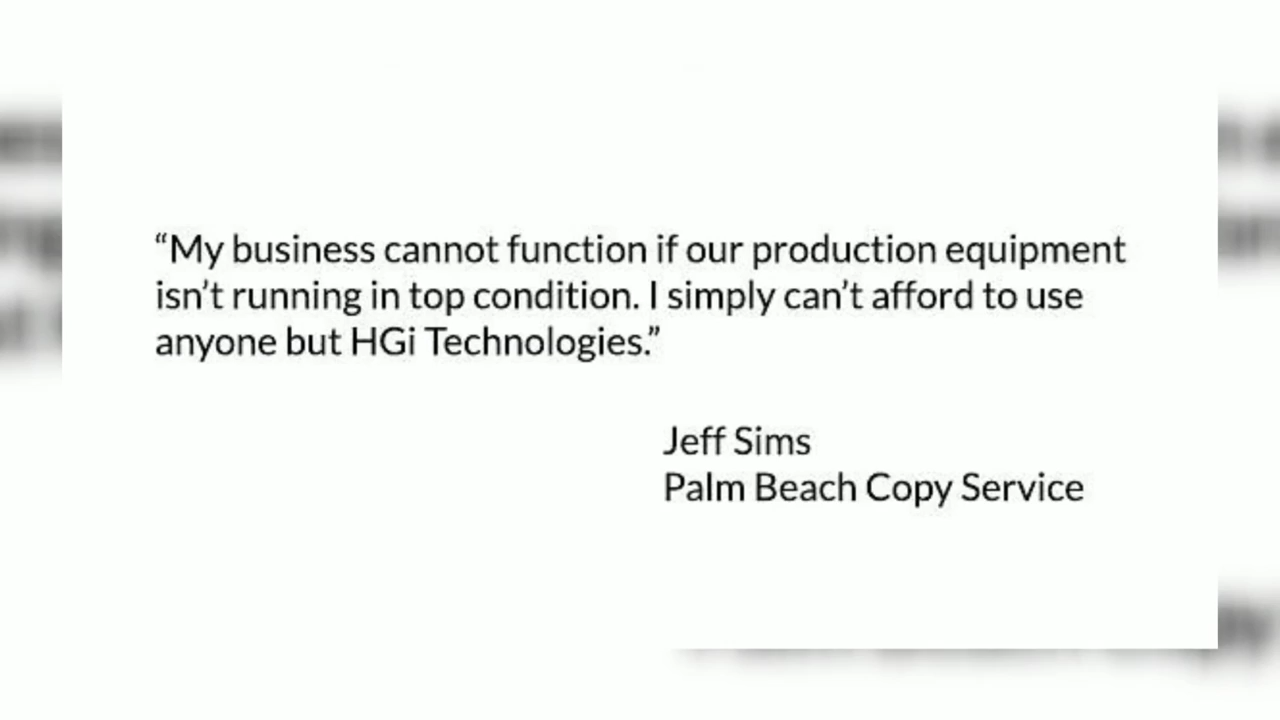 “My business cannot function if our production equipment
isn’t running in top condition. I simply can’t afford to use
anyone but HGi Technologies.”
Jeff Sims
Palm Beach Copy Service